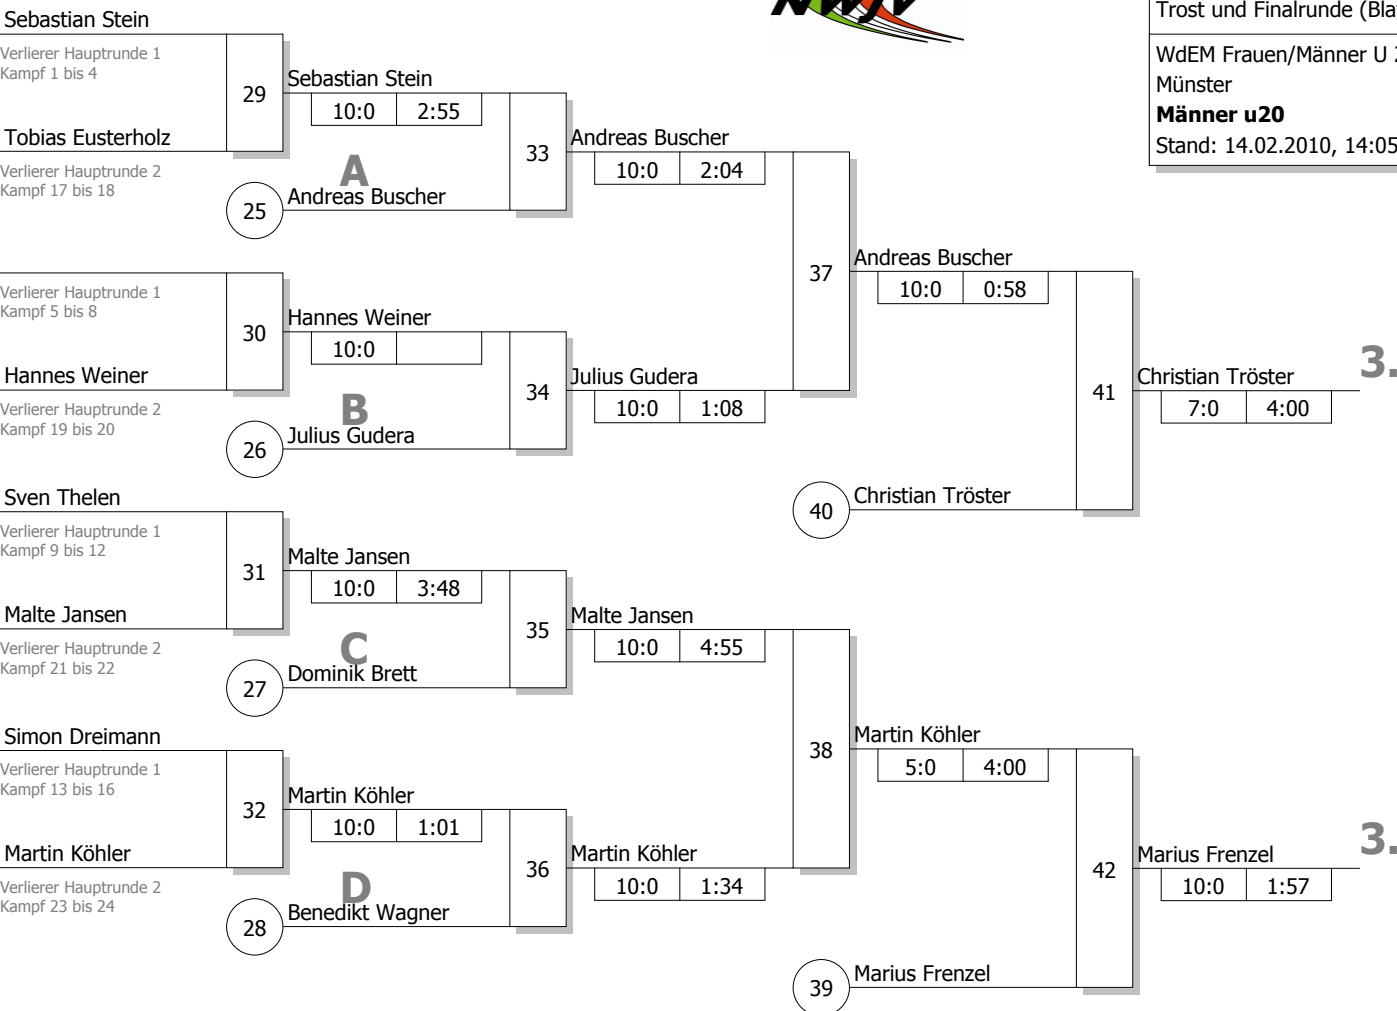 NWJV
Trost und Finalrunde (Bla
WdEM Frauen/Männer U 2
Münster
Männer u20
Stand: 14.02.2010, 14:05
Sebastian Stein
Verlierer Hauptrunde 1
Kampf 1 bis 4
29
Sebastian Stein
10:0 2:55
Tobias Eusterholz
Verlierer Hauptrunde 2
Kampf 17 bis 18
A
25
Andreas Buscher
33
Andreas Buscher
10:0 2:04
Verlierer Hauptrunde 1
Kampf 5 bis 8
30
Hannes Weiner
10:0
Hannes Weiner
Verlierer Hauptrunde 2
Kampf 19 bis 20
B
26
Julius Gudera
34
Julius Gudera
10:0 1:08
37
Andreas Buscher
10:0 0:58
40
Christian Tröster
41
Christian Tröster
7:0 4:00
3.
Sven Thelen
Verlierer Hauptrunde 1
Kampf 9 bis 12
31
Malte Jansen
10:0 3:48
Malte Jansen
Verlierer Hauptrunde 2
Kampf 21 bis 22
C
27
Dominik Brett
35
Malte Jansen
10:0 4:55
Simon Dreimann
Verlierer Hauptrunde 1
Kampf 13 bis 16
32
Martin Köhler
10:0 1:01
Martin Köhler
Verlierer Hauptrunde 2
Kampf 23 bis 24
D
28
Benedikt Wagner
36
Martin Köhler
10:0 1:34
38
Martin Köhler
5:0 4:00
39
Marius Frenzel
42
Marius Frenzel
10:0 1:57
3.